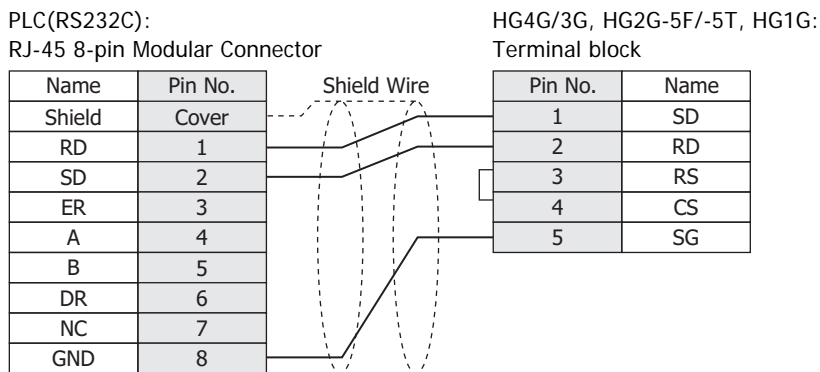 PLC(RS232C):
RJ-45 8-pin Modular Connector
Name Pin No.
Shield Cover
RD 1
SD 2
ER 3
A 4
B 5
DR 6
NC 7
GND 8
Shield Wire
HG4G/3G, HG2G-5F/-5T, HG1G:
Terminal block
Pin No. Name
1 SD
2 RD
3 RS
4 CS
5 SG